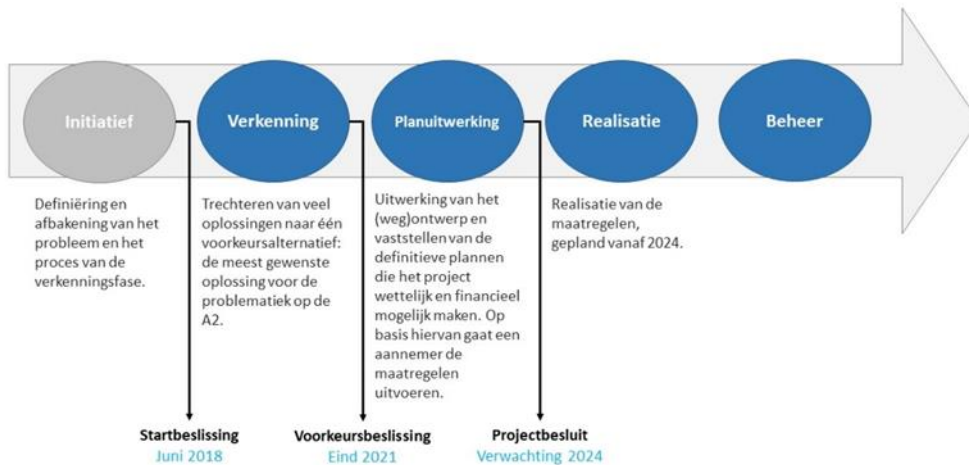 Initiatief
Verkenning
Planuitwerking
Realisatie
Beheer
Definiëring en
afbakening van het
probleem en het
proces van de
verkenningsfase.
Trechteren van veel
oplossingen naar één
voorkeursalternatief:
de meest gewenste
oplossing voor de
problematiek op de
A2.
Uitwerking van het
(weg)ontwerp en
vaststellen van de
definitieve plannen
die het project
wettelijk en financieel
mogelijk maken. Op
basis hiervan gaat een
aannemer de
maatregelen
uitvoeren.
Realisatie van de
maatregelen,
gepland vanaf 2024.
Startbeslissing
Juni 2018
Voorkeursbeslissing
Eind 2021
Projectbesluit
Verwachting 2024